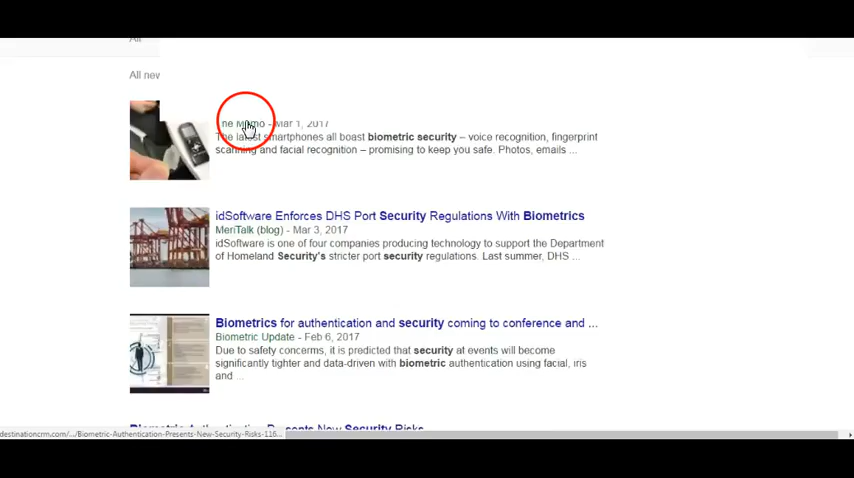 All
All new
The Memo - Mar 1, 2017
The latest smartphones all boast biometric security – voice recognition, fingerprint
scanning and facial recognition – promising to keep you safe. Photos, emails ...
idSoftware Enforces DHS Port Security Regulations With Biometrics
MeriTalk (blog) - Mar 3, 2017
idSoftware is one of four companies producing technology to support the Department
of Homeland Security's stricter port security regulations. Last summer, DHS ...
Biometrics for authentication and security coming to conference and ...
Biometric Update - Feb 6, 2017
Due to safety concerns, it is predicted that security at events will become
significantly tighter and data-driven with biometric authentication using facial, iris
and ...
Biometric Authentication Presents New Security Risks
destinationcrm.com/.../Biometric-Authentication-Presents-New-Security-Risks-116...